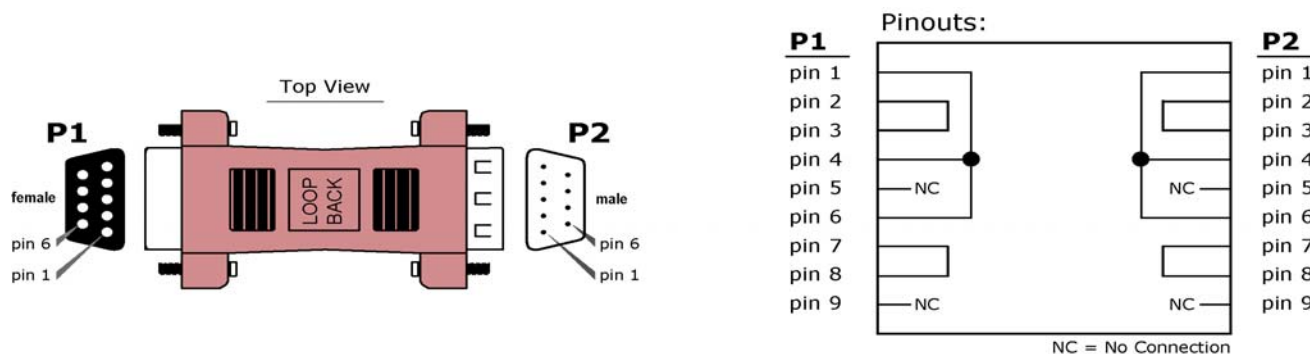 Top View
P1
P2
female
male
LOOP
BACK
pin 6
pin 1
pin 6
pin 1
Pinouts:
P1
P2
pin 1
pin 2
pin 3
pin 4
pin 5
pin 6
pin 7
pin 8
pin 9
NC
NC
NC
NC
pin 1
pin 2
pin 3
pin 4
pin 5
pin 6
pin 7
pin 8
pin 9
NC = No Connection